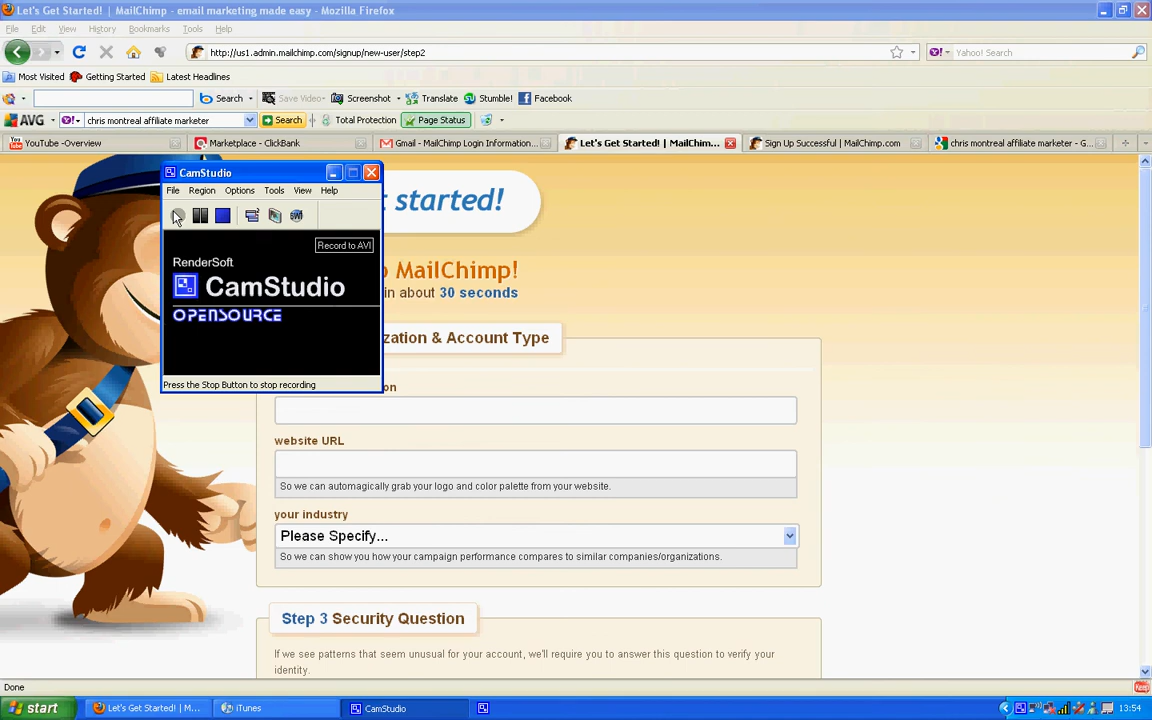 Let's Get Started! | MailChimp - email marketing made easy - Mozilla Firefox
File Edit View History Bookmarks Tools Help
http://us1.admin.mailchimp.com/signup/new-user/step2
Yahoo! Search
Most Visited Getting Started Latest Headlines
Search Save Video Screenshot Translate Stumble! Facebook
AVG chris montreal affiliate marketer Search Total Protection Page Status
YouTube -Overview Marketplace - ClickBank Gmail - MailChimp Login Information... Let's Get Started! | MailChim... Sign Up Successful | MailChimp.com chris montreal affiliate marketer - G...
CamStudio
File Region Options Tools View Help
Record to AVI
RenderSoft
CamStudio
OPENSOURCE
Press the Stop Button to stop recording
t started!
MailChimp!
in about 30 seconds
zation & Account Type
on
website URL
So we can automagically grab your logo and color palette from your website.
your industry
Please Specify...
So we can show you how your campaign performance compares to similar companies/organizations.
Step 3 Security Question
If we see patterns that seem unusual for your account, we'll require you to answer this question to verify your
identity.
Done
start Let's Get Started! | M... iTunes CamStudio 13:54